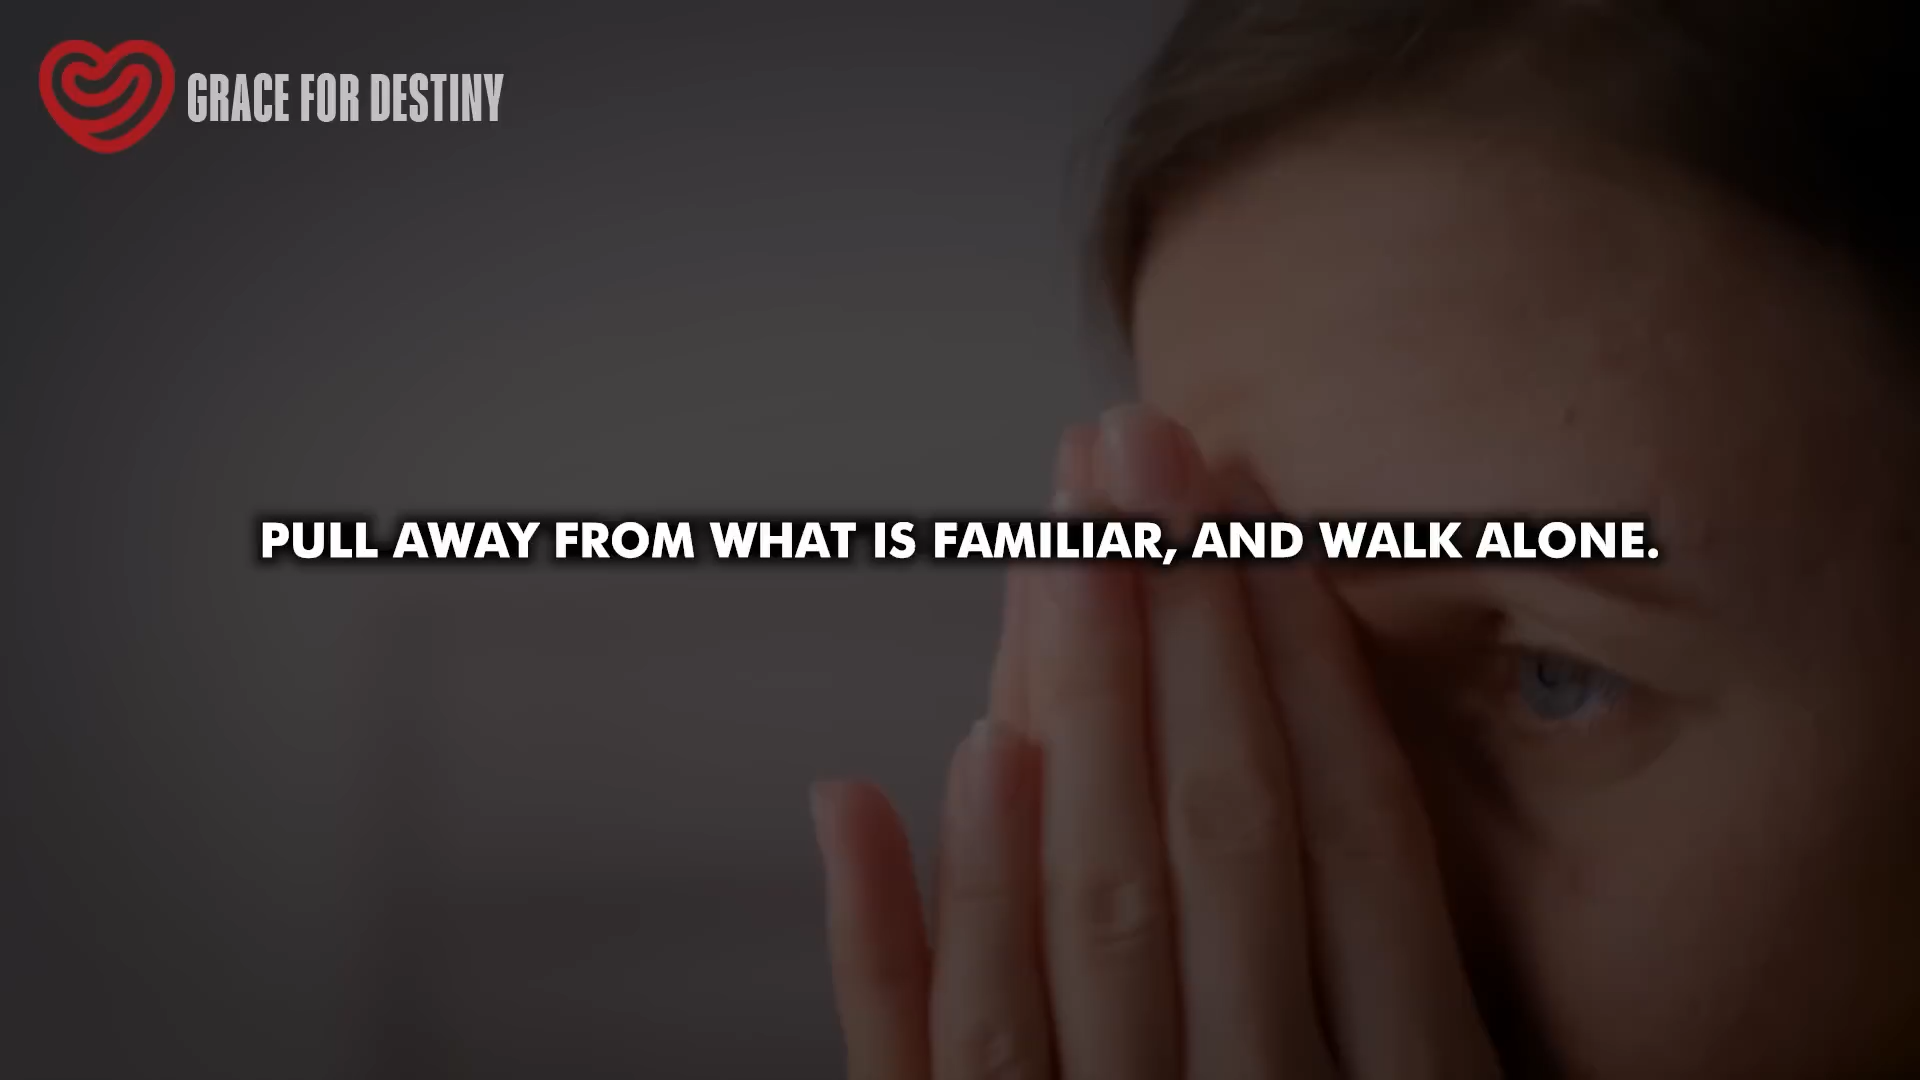 GRACE FOR DESTINY
PULL AWAY FROM WHAT IS FAMILIAR, AND WALK ALONE.